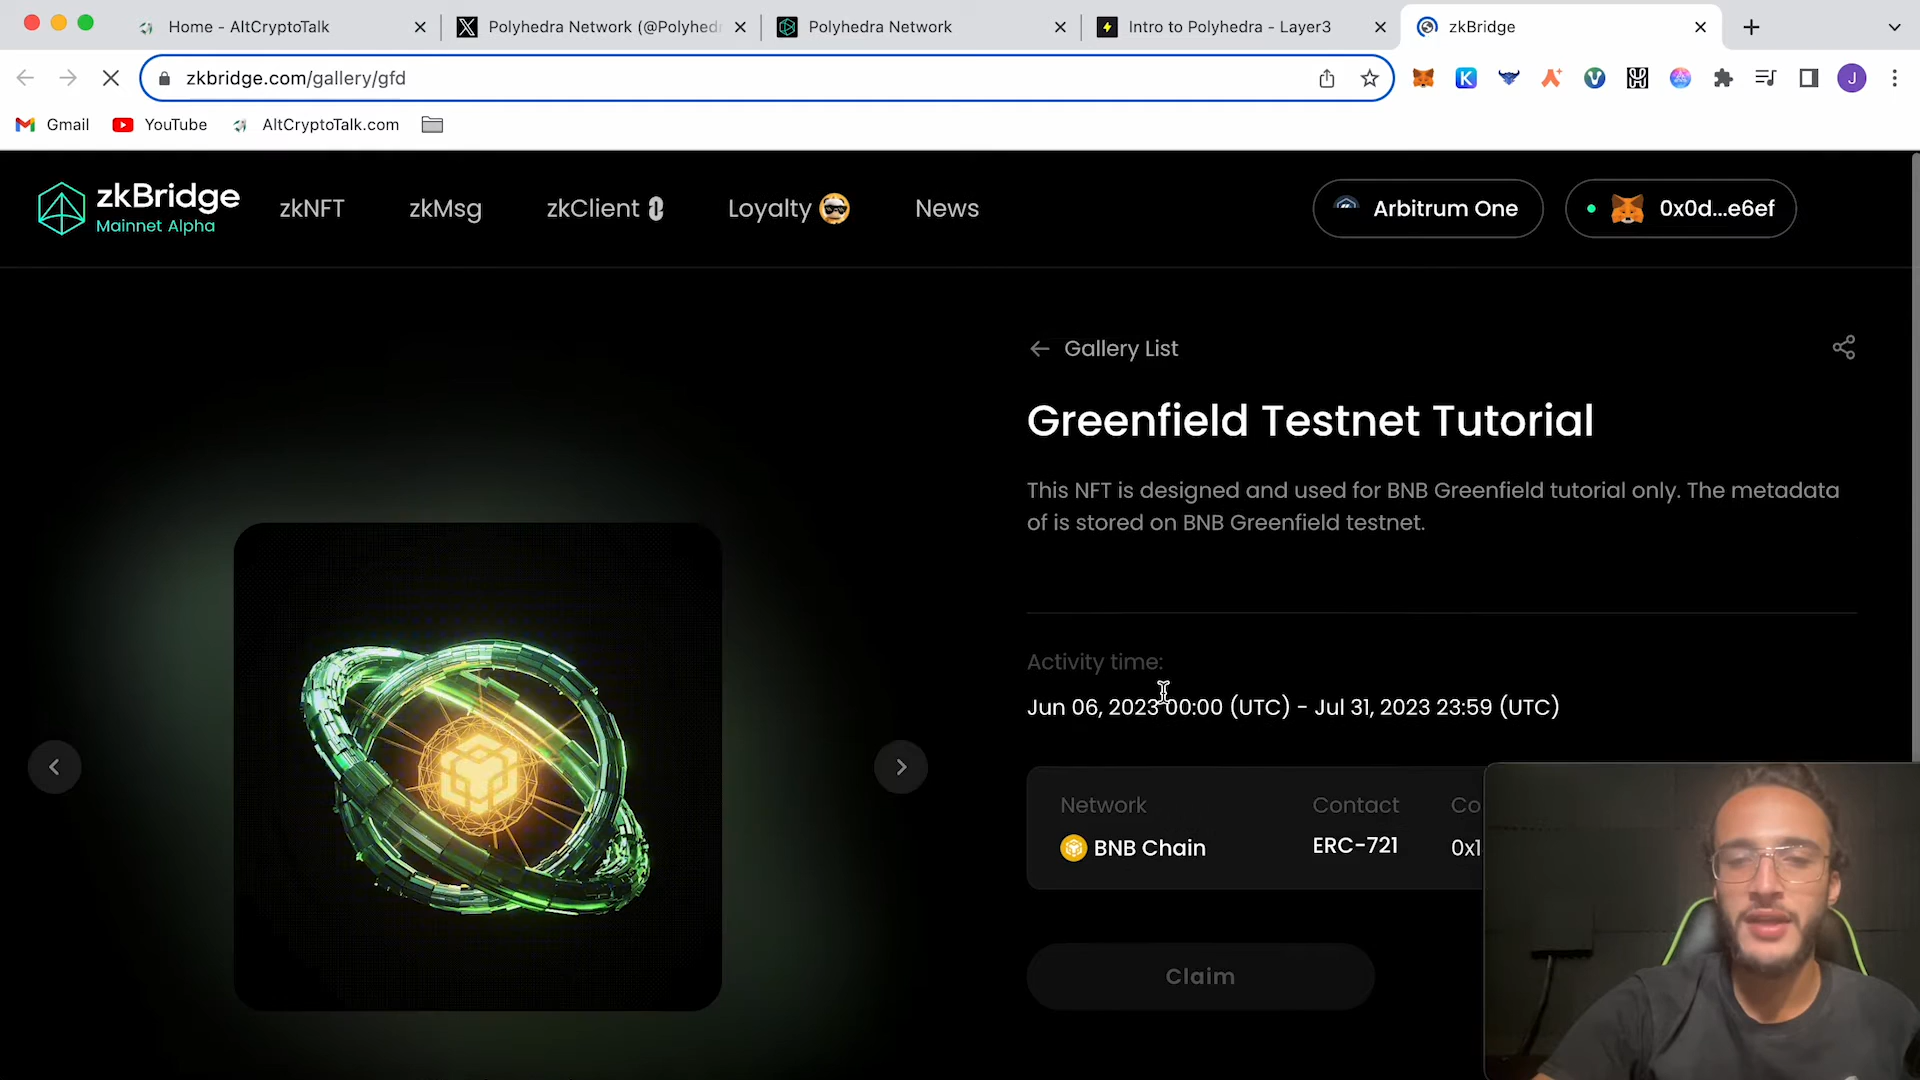 Home - AltCryptoTalk
Polyhedra Network (@Polyhed
Polyhedra Network
Intro to Polyhedra - Layer3
zkBridge
zkbridge.com/gallery/gfd
J
Gmail
YouTube
AltCryptoTalk.com
zkBridge
Mainnet Alpha
zkNFT
zkMsg
zkClient
Loyalty
News
Arbitrum One
0x0d...e6ef
Gallery List
Greenfield Testnet Tutorial
This NFT is designed and used for BNB Greenfield tutorial only. The metadata
of is stored on BNB Greenfield testnet.
Activity time:
Jun 06, 2023 00:00 (UTC) - Jul 31, 2023 23:59 (UTC)
Network Contact Co
BNB Chain ERC-721 0x1
Claim